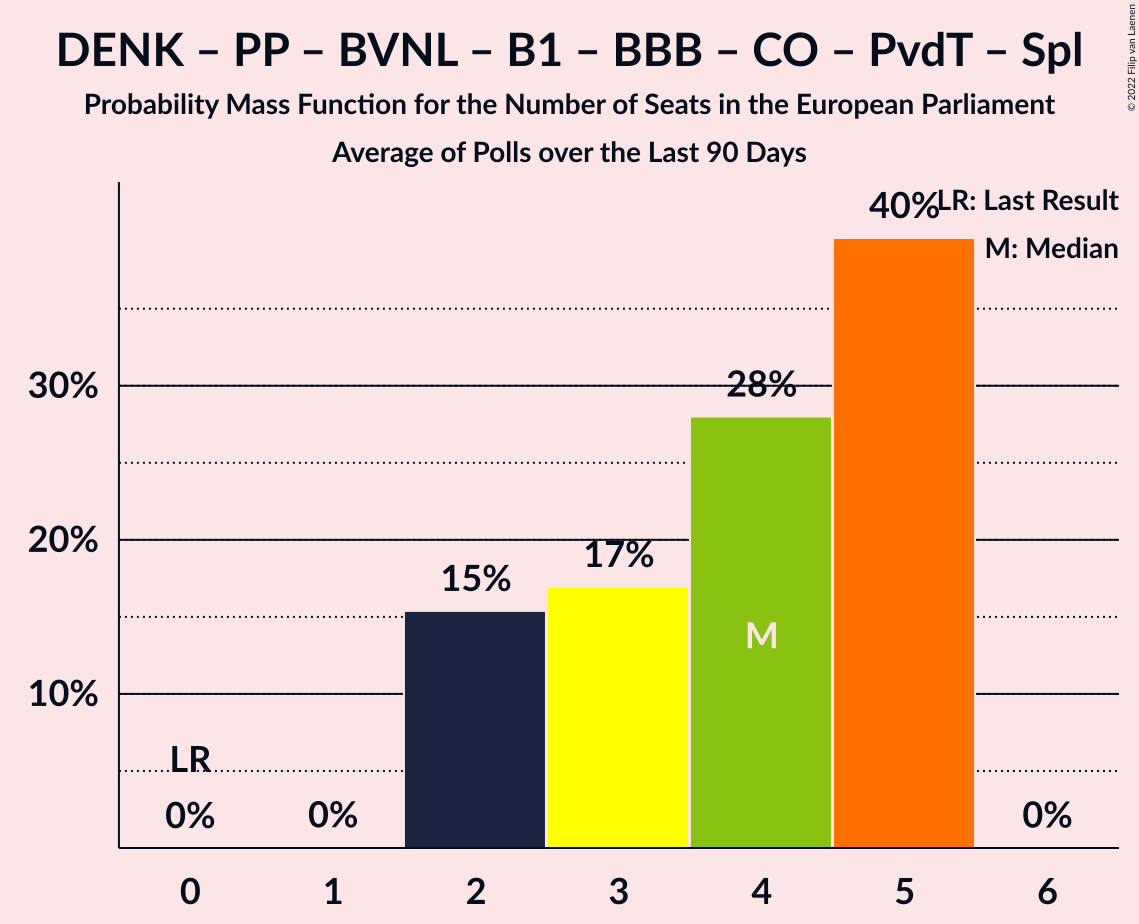 DENK – PP – BVNL – B1 – BBB – CO – PvdT – Spl
Probability Mass Function for the Number of Seats in the European Parliament
Average of Polls over the Last 90 Days
© 2022 Filip van Laenen
LR: Last Result
M: Median
40%
30%
28%
20%
17%
15%
M
10%
LR
0%
0%
0%
0
1
2
3
4
5
6